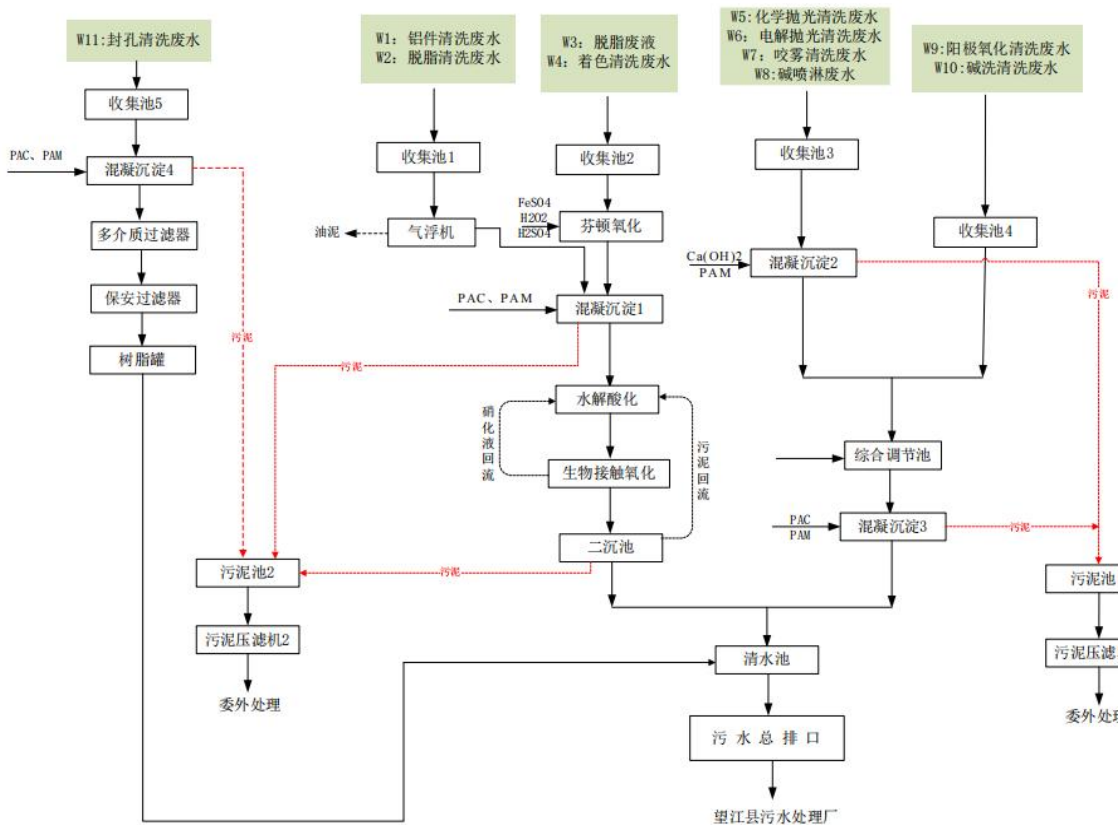 W11:封孔清洗废水
收集池5
PAC、PAM
混凝沉淀4
多介质过滤器
保安过滤器
树脂罐
污泥
W1: 铝件清洗废水
W2: 脱脂清洗废水
收集池1
油泥
气浮机
W3: 脱脂废液
W4: 着色清洗废水
收集池2
FeSO4
H2O2
H2SO4
芬顿氧化
PAC、PAM
混凝沉淀1
污泥
水解酸化
硝化液回流
生物接触氧化
污泥回流
二沉池
污泥
污泥池2
污泥压滤机2
委外处理
W5:化学抛光清洗废水
W6: 电解抛光清洗废水
W7: 咬雾清洗废水
W8:碱喷淋废水
收集池3
Ca(OH)2
PAM
混凝沉淀2
W9:阳极氧化清洗废水
W10:碱洗清洗废水
收集池4
污泥
综合调节池
PAC
PAM
混凝沉淀3
污泥
污泥池
污泥压滤
委外处理
清水池
污水总排口
望江县污水处理厂